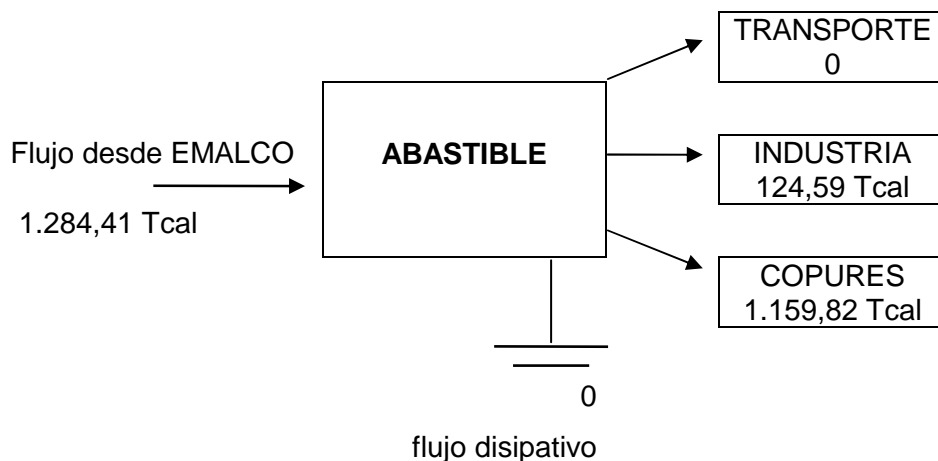 TRANSPORTE
0
Flujo desde EMALCO
1.284,41 Tcal
ABASTIBLE
INDUSTRIA
124,59 Tcal
COPURES
1.159,82 Tcal
0
flujo disipativo